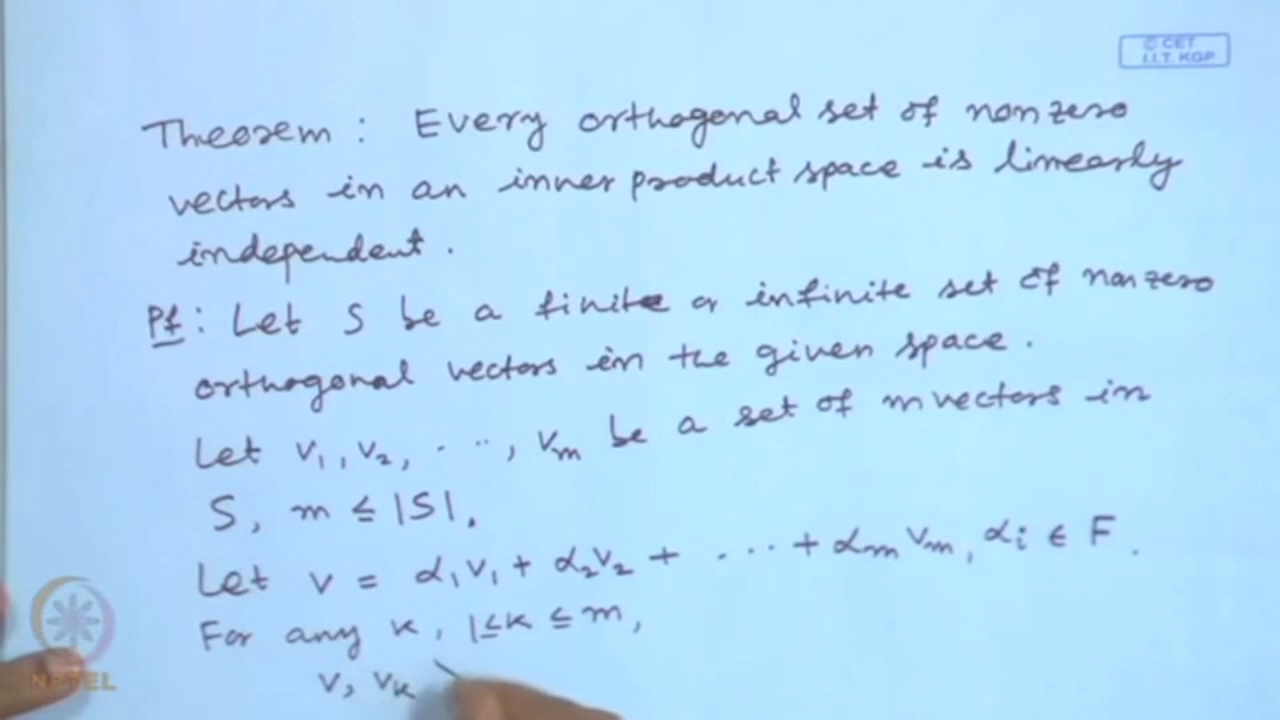 © CET
I.I.T. KGP
Theorem : Every orthogonal set of nonzero
vectors in an inner product space is linearly
independent.
Pf : Let S be a finite or infinite set of nonzero
orthogonal vectors in the given space.
Let v₁, v₂, ...., vₘ be a set of m vectors in
S, m ≤ |S|.
Let v = α₁v₁ + α₂v₂ + ... + αₘvₘ, αᵢ ∈ F.
For any k, 1≤k ≤ m,
v, vₖ
NPTEL